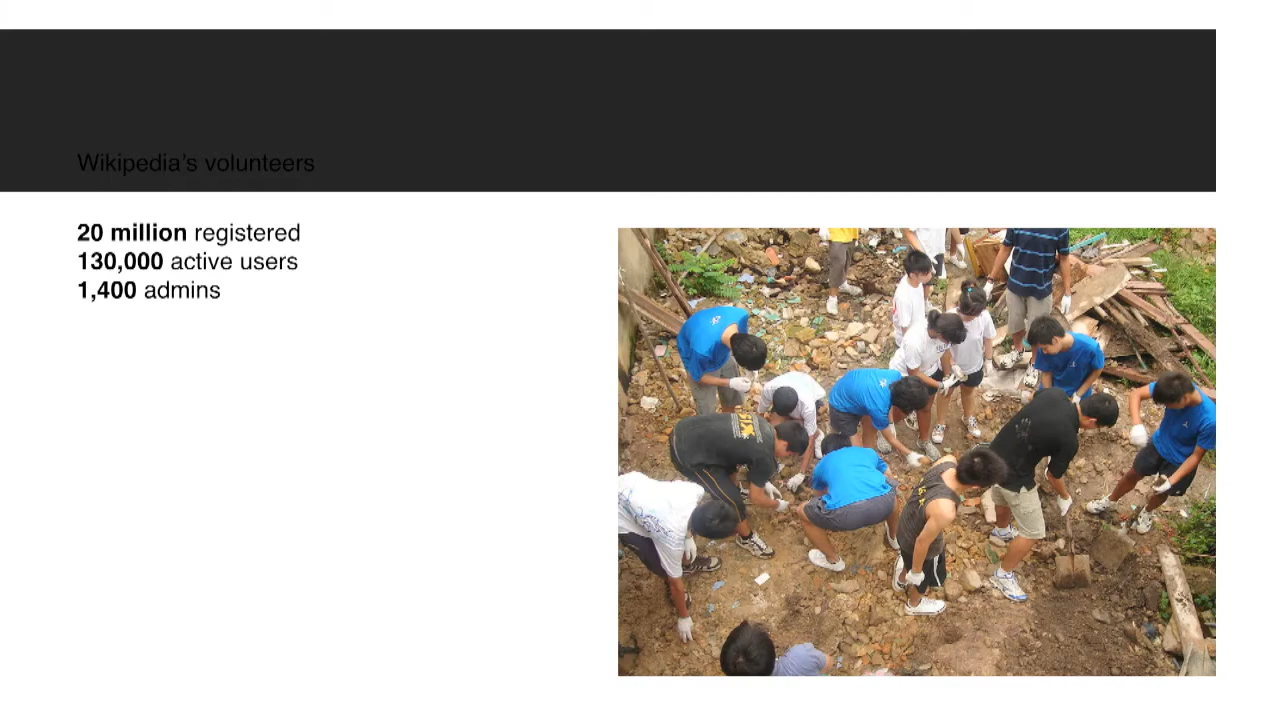 Wikipedia's volunteers
20 million registered
130,000 active users
1,400 admins